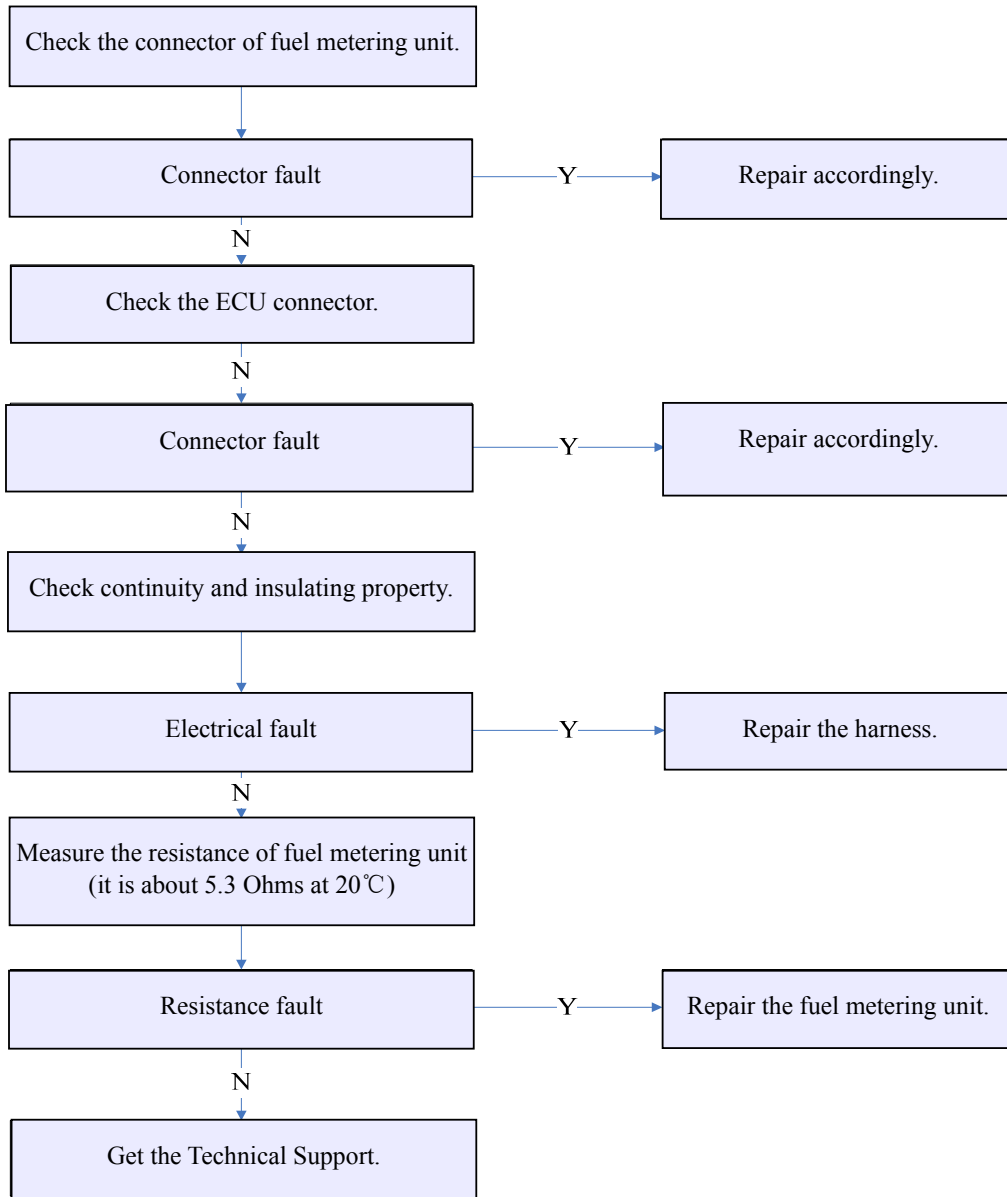 Check the connector of fuel metering unit.
Connector fault
Y
Repair accordingly.
N
Check the ECU connector.
N
Connector fault
Y
Repair accordingly.
N
Check continuity and insulating property.
Electrical fault
Y
Repair the harness.
N
Measure the resistance of fuel metering unit
(it is about 5.3 Ohms at 20℃)
Resistance fault
Y
Repair the fuel metering unit.
N
Get the Technical Support.